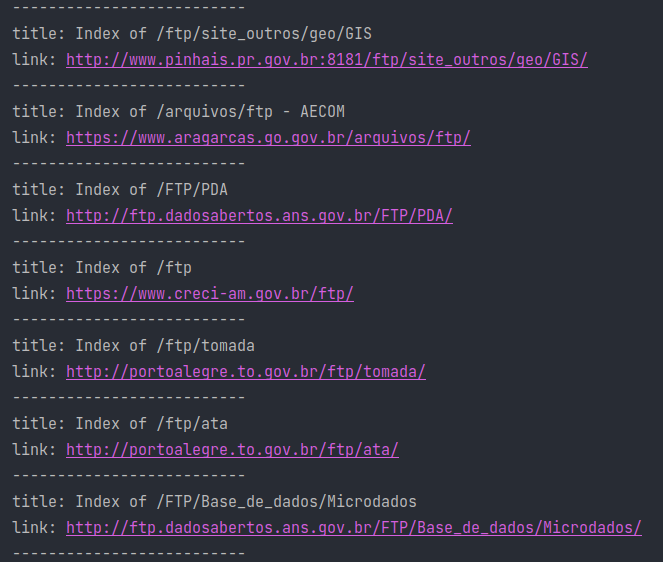 --------------------------
title: Index of /ftp/site_outros/geo/GIS
link: http://www.pinhais.pr.gov.br:8181/ftp/site_outros/geo/GIS/
--------------------------
title: Index of /arquivos/ftp - AECOM
link: https://www.aragarcas.go.gov.br/arquivos/ftp/
--------------------------
title: Index of /FTP/PDA
link: http://ftp.dadosabertos.ans.gov.br/FTP/PDA/
--------------------------
title: Index of /ftp
link: https://www.creci-am.gov.br/ftp/
--------------------------
title: Index of /ftp/tomada
link: http://portoalegre.to.gov.br/ftp/tomada/
--------------------------
title: Index of /ftp/ata
link: http://portoalegre.to.gov.br/ftp/ata/
--------------------------
title: Index of /FTP/Base_de_dados/Microdados
link: http://ftp.dadosabertos.ans.gov.br/FTP/Base_de_dados/Microdados/
--------------------------